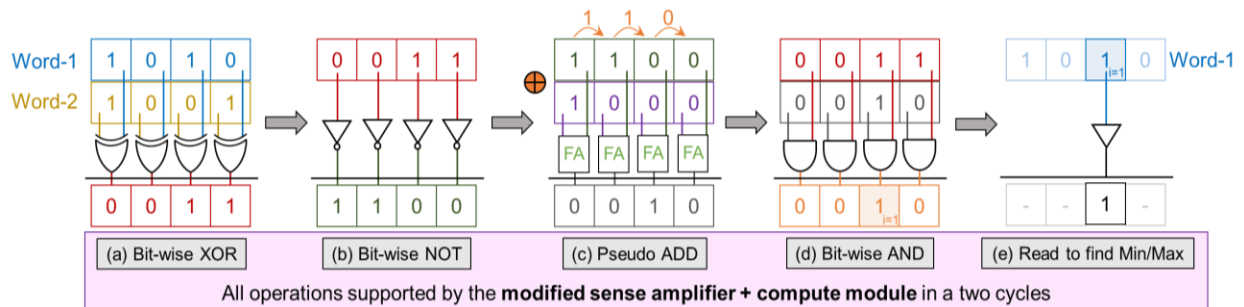 1 1 0
Word-1 1 0 1 0 0 0 1 1 1 1 0 0 0 0 1 1 1 0 1 0 Word-1
i=1
Word-2 1 0 0 1 1 0 0 0 0 0 1 0
FA FA FA FA
0 0 1 1 1 1 0 0 0 0 1 0 0 0 1 0 - - 1 -
i=1
(a) Bit-wise XOR (b) Bit-wise NOT (c) Pseudo ADD (d) Bit-wise AND (e) Read to find Min/Max
All operations supported by the modified sense amplifier + compute module in a two cycles